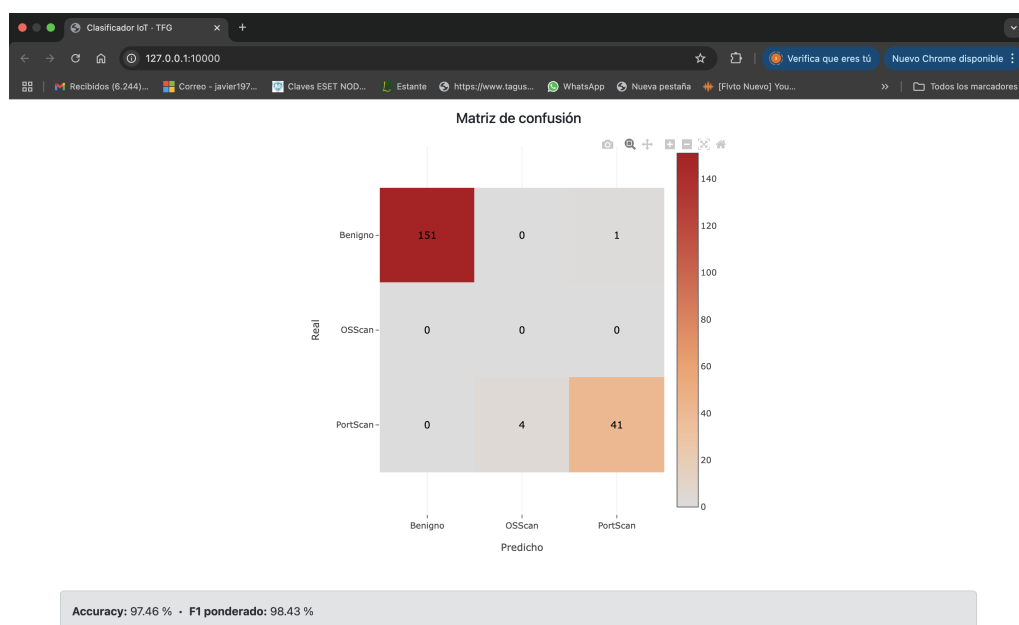 Clasificador IoT - TFG
127.0.0.1:10000
Verifica que eres tú
Nuevo Chrome disponible
Recibidos (6.244)...
Correo - javier197...
Claves ESET NOD...
Estante
https://www.tagus...
WhatsApp
Nueva pestaña
[Flvto Nuevo] You...
Todos los marcadores
Matriz de confusión
140
Benigno
151
0
1
120
100
Real
OSScan
0
0
0
80
60
PortScan
0
4
41
40
20
0
Benigno
OSScan
PortScan
Predicho
Accuracy: 97.46 % · F1 ponderado: 98.43 %